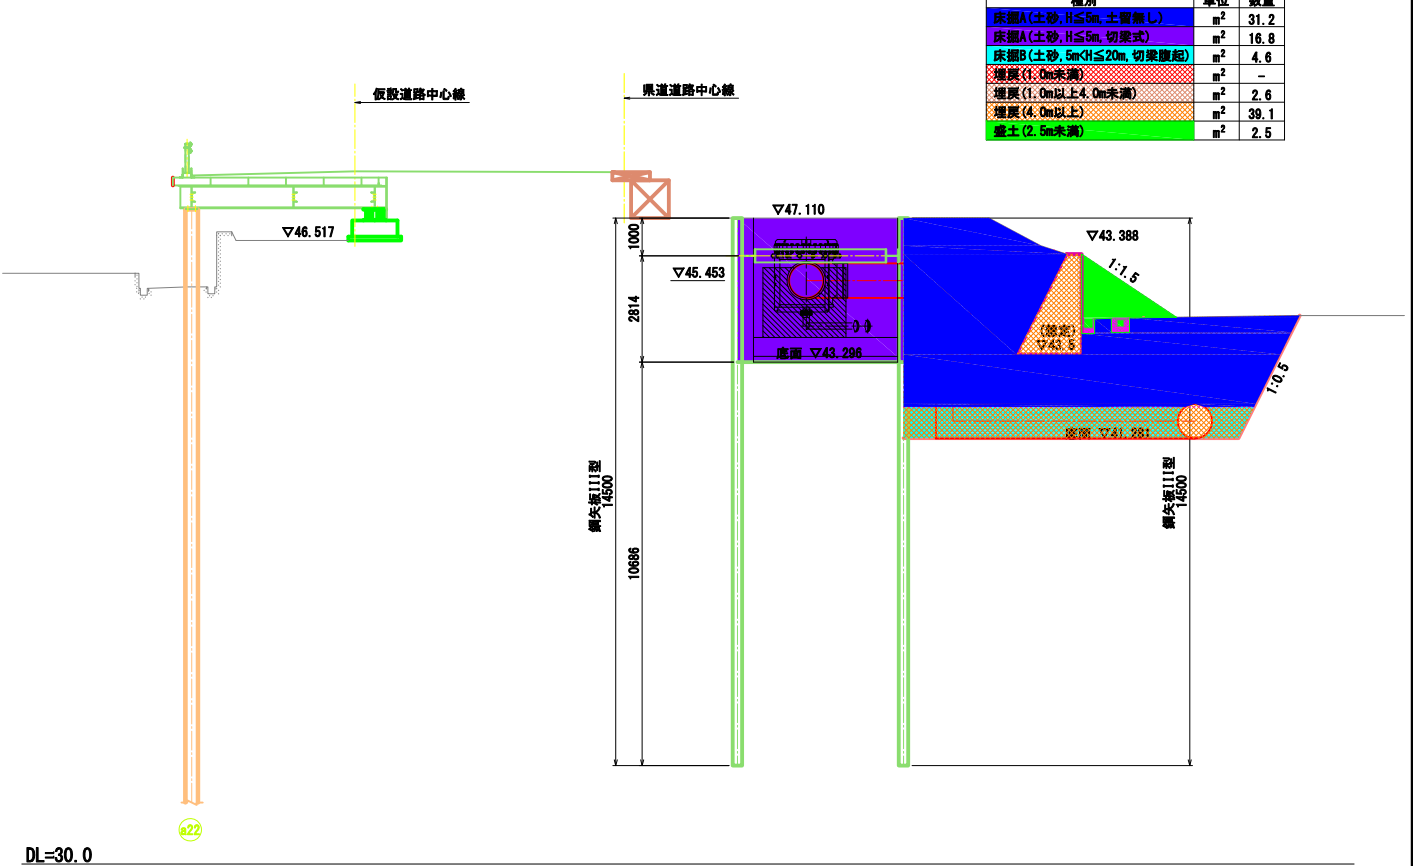 種別 単位 数量
床掘A(土砂,H≦5m,土留無し) m² 31.2
床掘A(土砂,H≦5m,切梁式) m² 16.8
床掘B(土砂,5m<H≦20m,切梁腹起) m² 4.6
埋戻(1.0m未満) m² -
埋戻(1.0m以上4.0m未満) m² 2.6
埋戻(4.0m以上) m² 39.1
盛土(2.5m未満) m² 2.5
仮設道路中心線
県道道路中心線
▽47.110
▽46.517
1000
▽43.388
1:1.5
▽45.453
2814
(想定)
▽43.5
底面 ▽43.296
1:0.5
底面 ▽41.281
鋼矢板III型
14500
鋼矢板III型
14500
10686
a22
DL=30.0